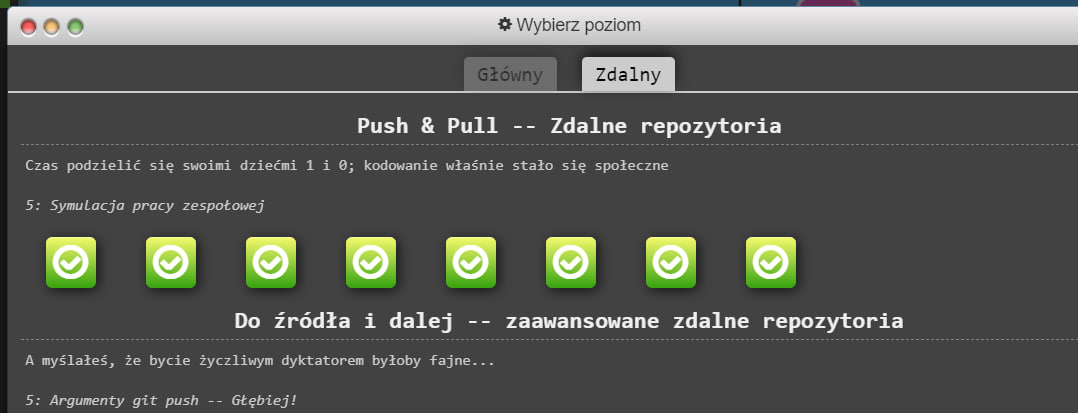 Wybierz poziom
Główny Zdalny
Push & Pull -- Zdalne repozytoria
Czas podzielić się swoimi dziećmi 1 i 0; kodowanie właśnie stało się społeczne
5: Symulacja pracy zespołowej
Do źródła i dalej -- zaawansowane zdalne repozytoria
A myślałeś, że bycie życzliwym dyktatorem byłoby fajne...
5: Argumenty git push -- Głębiej!